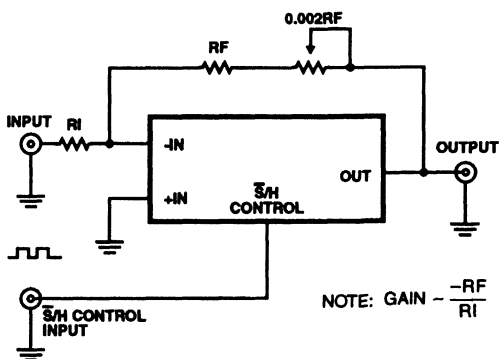 0.002RF
RF
INPUT
RI
-IN
+IN
OUT
S̅/H
CONTROL
OUTPUT
S̅/H CONTROL
INPUT
NOTE: GAIN ~ -RF
RI